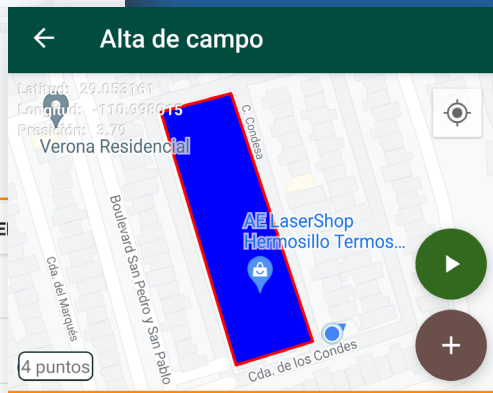 Alta de campo
Latitud: 29.053161
Longitud: -110.998015
Presición: 3.79
Verona Residencial
C. Condesa
AE LaserShop
Hermosillo Termos...
Boulevard San Pedro y San Pablo
Cda. del Marqués
Cda. de los Condes
4 puntos